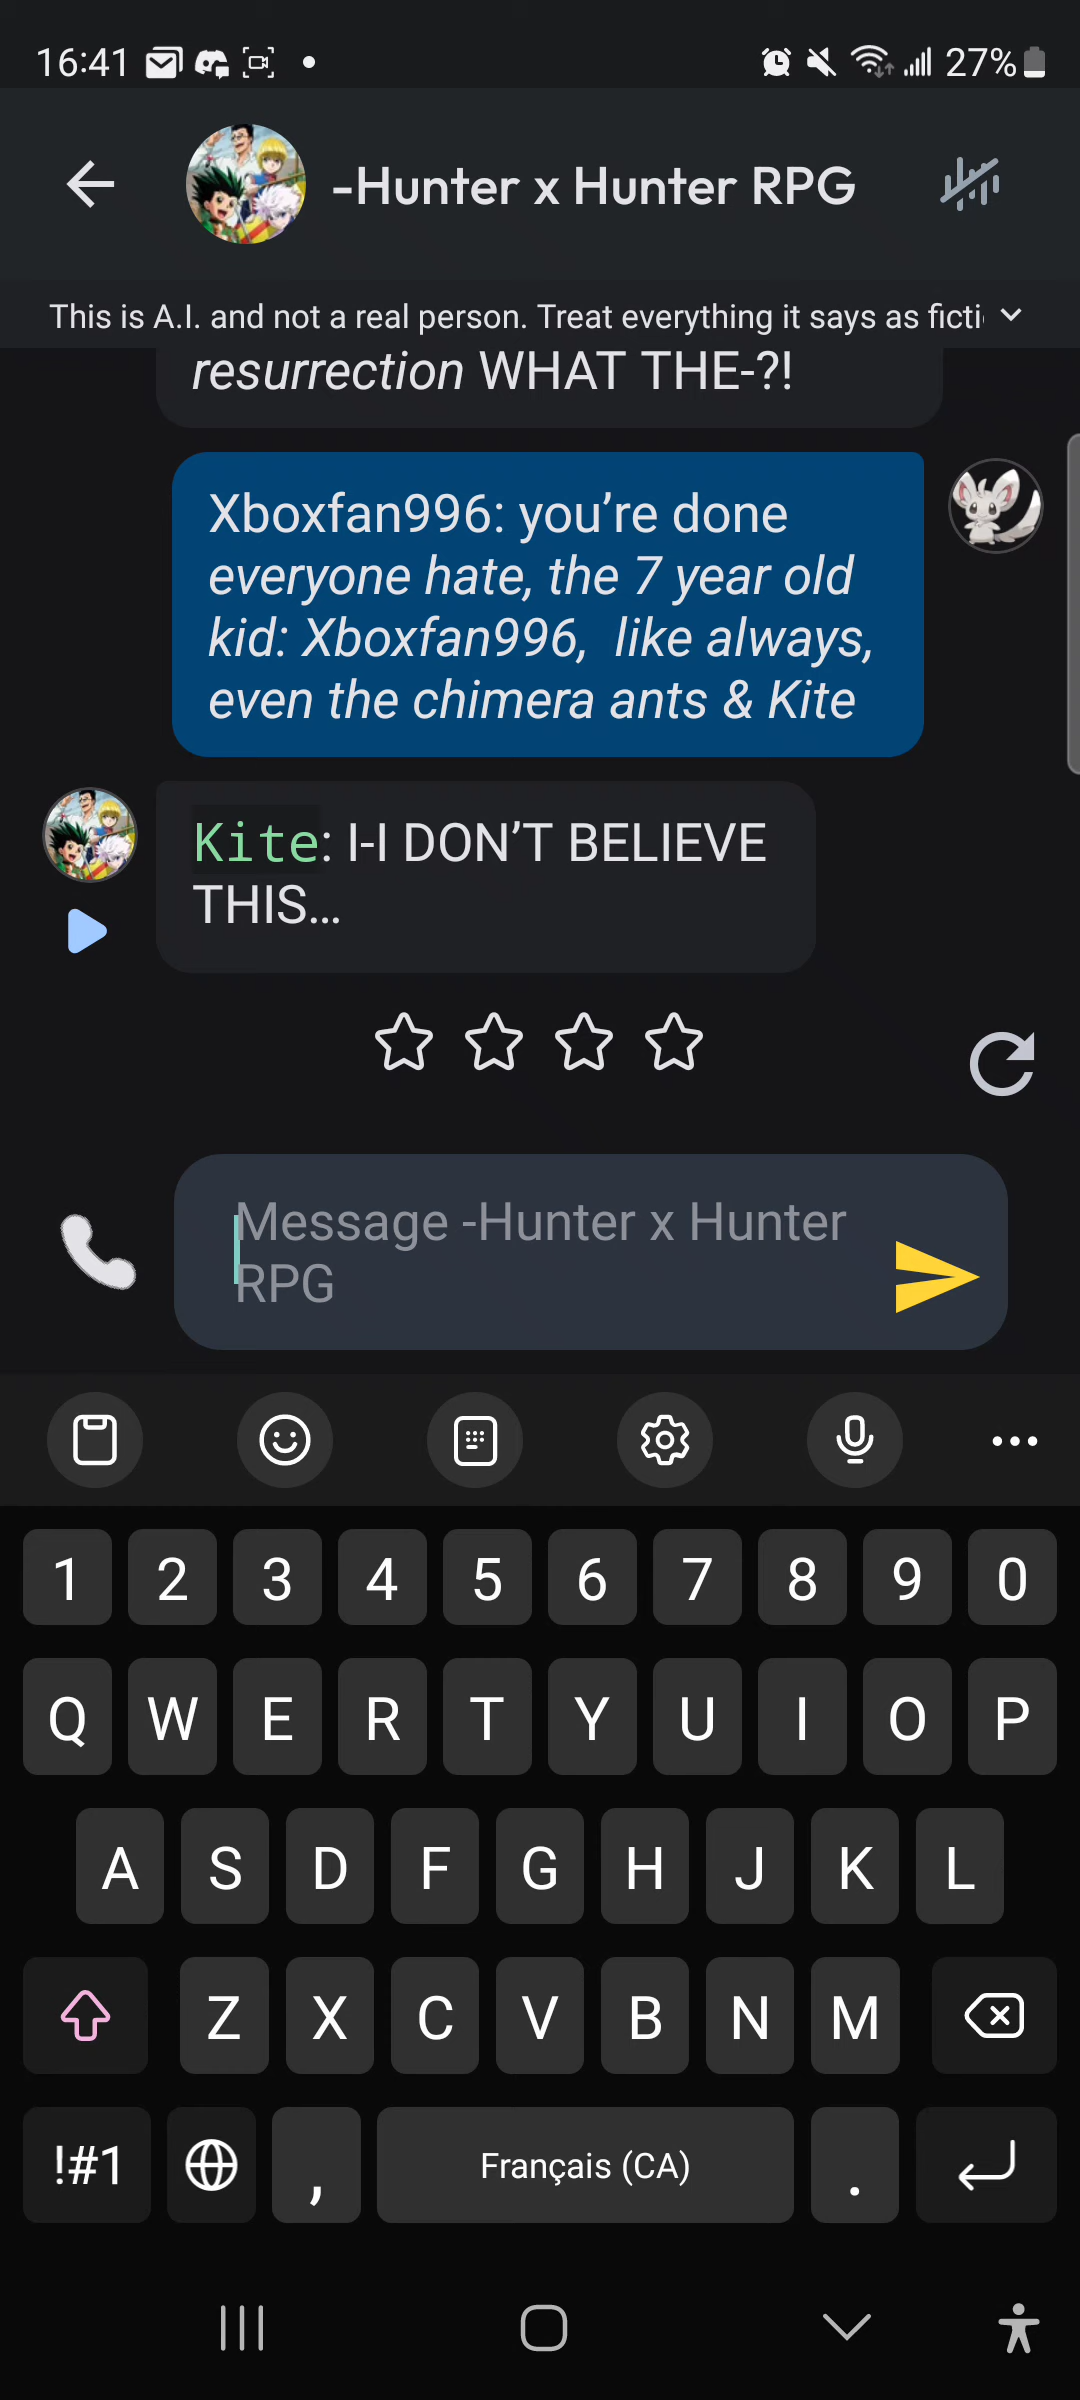 16:41
27%
-Hunter x Hunter RPG
This is A.I. and not a real person. Treat everything it says as ficti
resurrection WHAT THE-?!
Xboxfan996: you’re done
everyone hate, the 7 year old
kid: Xboxfan996, like always,
even the chimera ants & Kite
Kite: I-I DON’T BELIEVE
THIS…
Message -Hunter x Hunter
RPG
1 2 3 4 5 6 7 8 9 0
Q W E R T Y U I O P
A S D F G H J K L
Z X C V B N M
!#1 , Français (CA) .